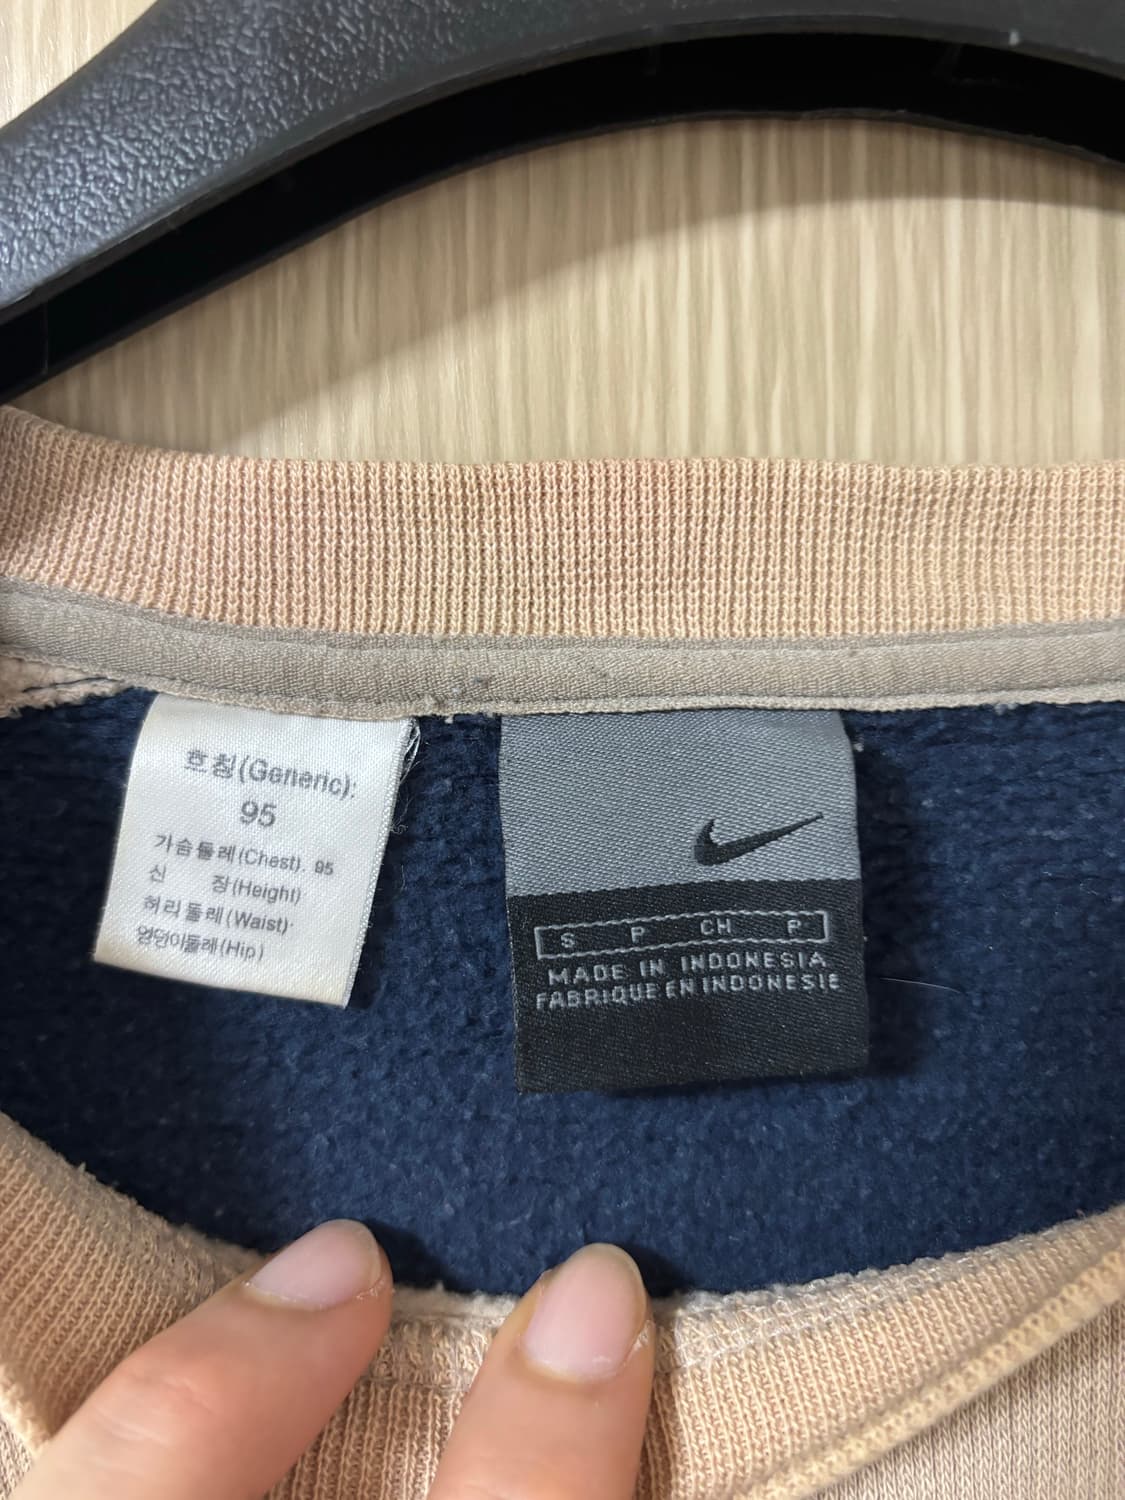 호칭(Generic):
95
가슴둘레(Chest). 95
신 장(Height)
허리둘레(Waist)·
엉덩이둘레(Hip)
S P CH P
MADE IN INDONESIA
FABRIQUE EN INDONESIE